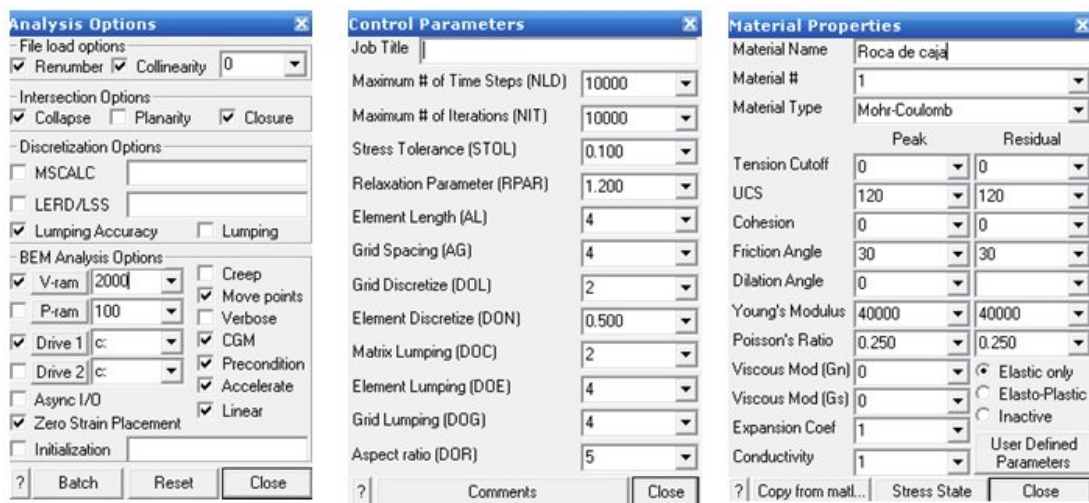 Analysis Options
File load options
Renumber Collinearity 0
Intersection Options
Collapse Planarity Closure
Discretization Options
MSCALC
LERD/LSS
Lumping Accuracy Lumping
BEM Analysis Options
V-ram 2000 Creep
Move points
P-ram 100 Verbose
Drive 1 c: CGM
Precondition
Drive 2 c: Accelerate
Async I/O Linear
Zero Strain Placement
Initialization
? Batch Reset Close
Control Parameters
Job Title
Maximum # of Time Steps (NLD) 10000
Maximum # of Iterations (NIT) 10000
Stress Tolerance (STOL) 0.100
Relaxation Parameter (RPAR) 1.200
Element Length (AL) 4
Grid Spacing (AG) 4
Grid Discretize (DOL) 2
Element Discretize (DON) 0.500
Matrix Lumping (DOC) 2
Element Lumping (DOE) 4
Grid Lumping (DOG) 4
Aspect ratio (DOR) 5
? Comments Close
Material Properties
Material Name Roca de caja
Material # 1
Material Type Mohr-Coulomb
Peak Residual
Tension Cutoff 0 0
UCS 120 120
Cohesion 0 0
Friction Angle 30 30
Dilation Angle 0
Young's Modulus 40000 40000
Poisson's Ratio 0.250 0.250
Viscous Mod (Gn) 0 Elastic only
Viscous Mod (Gs) 0 Elasto-Plastic
Inactive
Expansion Coef 1
Conductivity 1 User Defined Parameters
? Copy from matl... Stress State Close